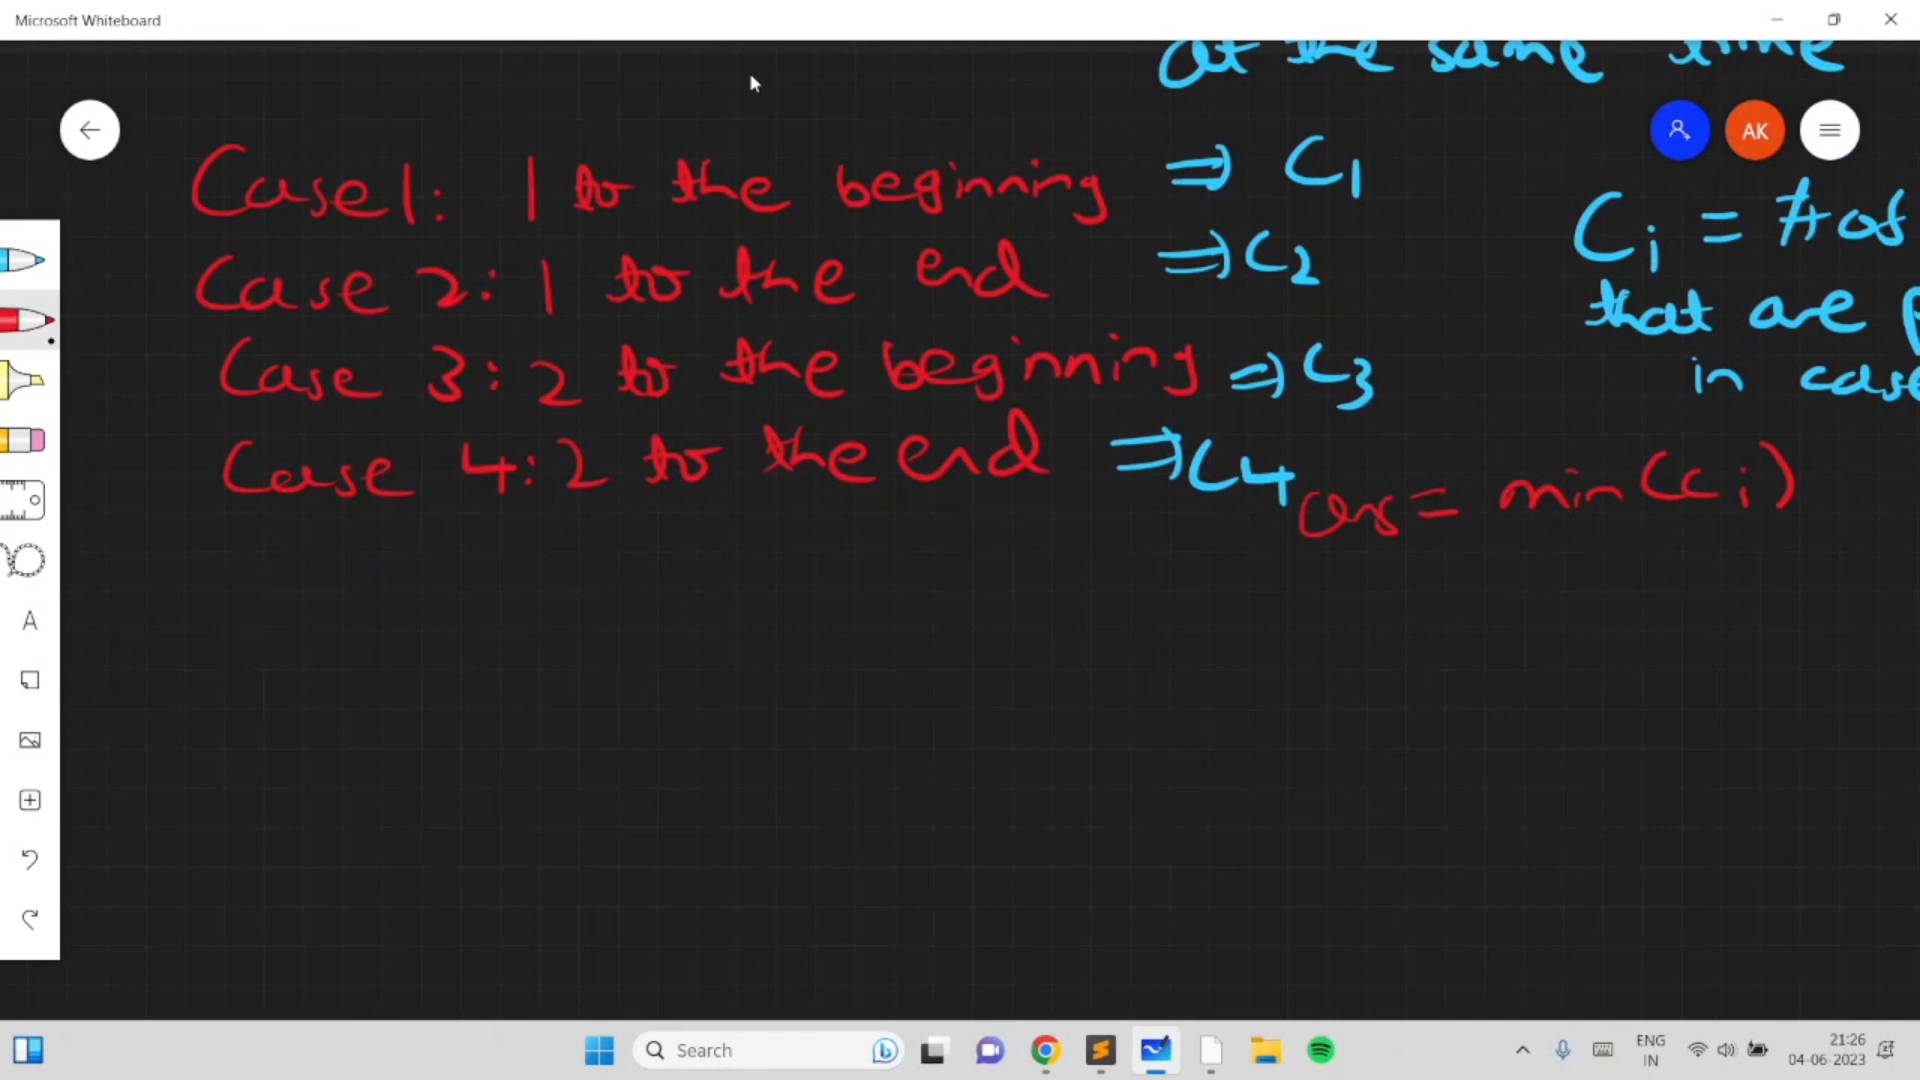 Microsoft Whiteboard
at the same time
Case 1: 1 to the beginning ⇒ C1
Case 2: 1 to the end ⇒ C2
Case 3: 2 to the beginning ⇒ C3
Case 4: 2 to the end ⇒ C4
Ci = # of
that are
in case
ans = min(ci)
AK
A
Search
ENG
IN
21:26
04-06-2023